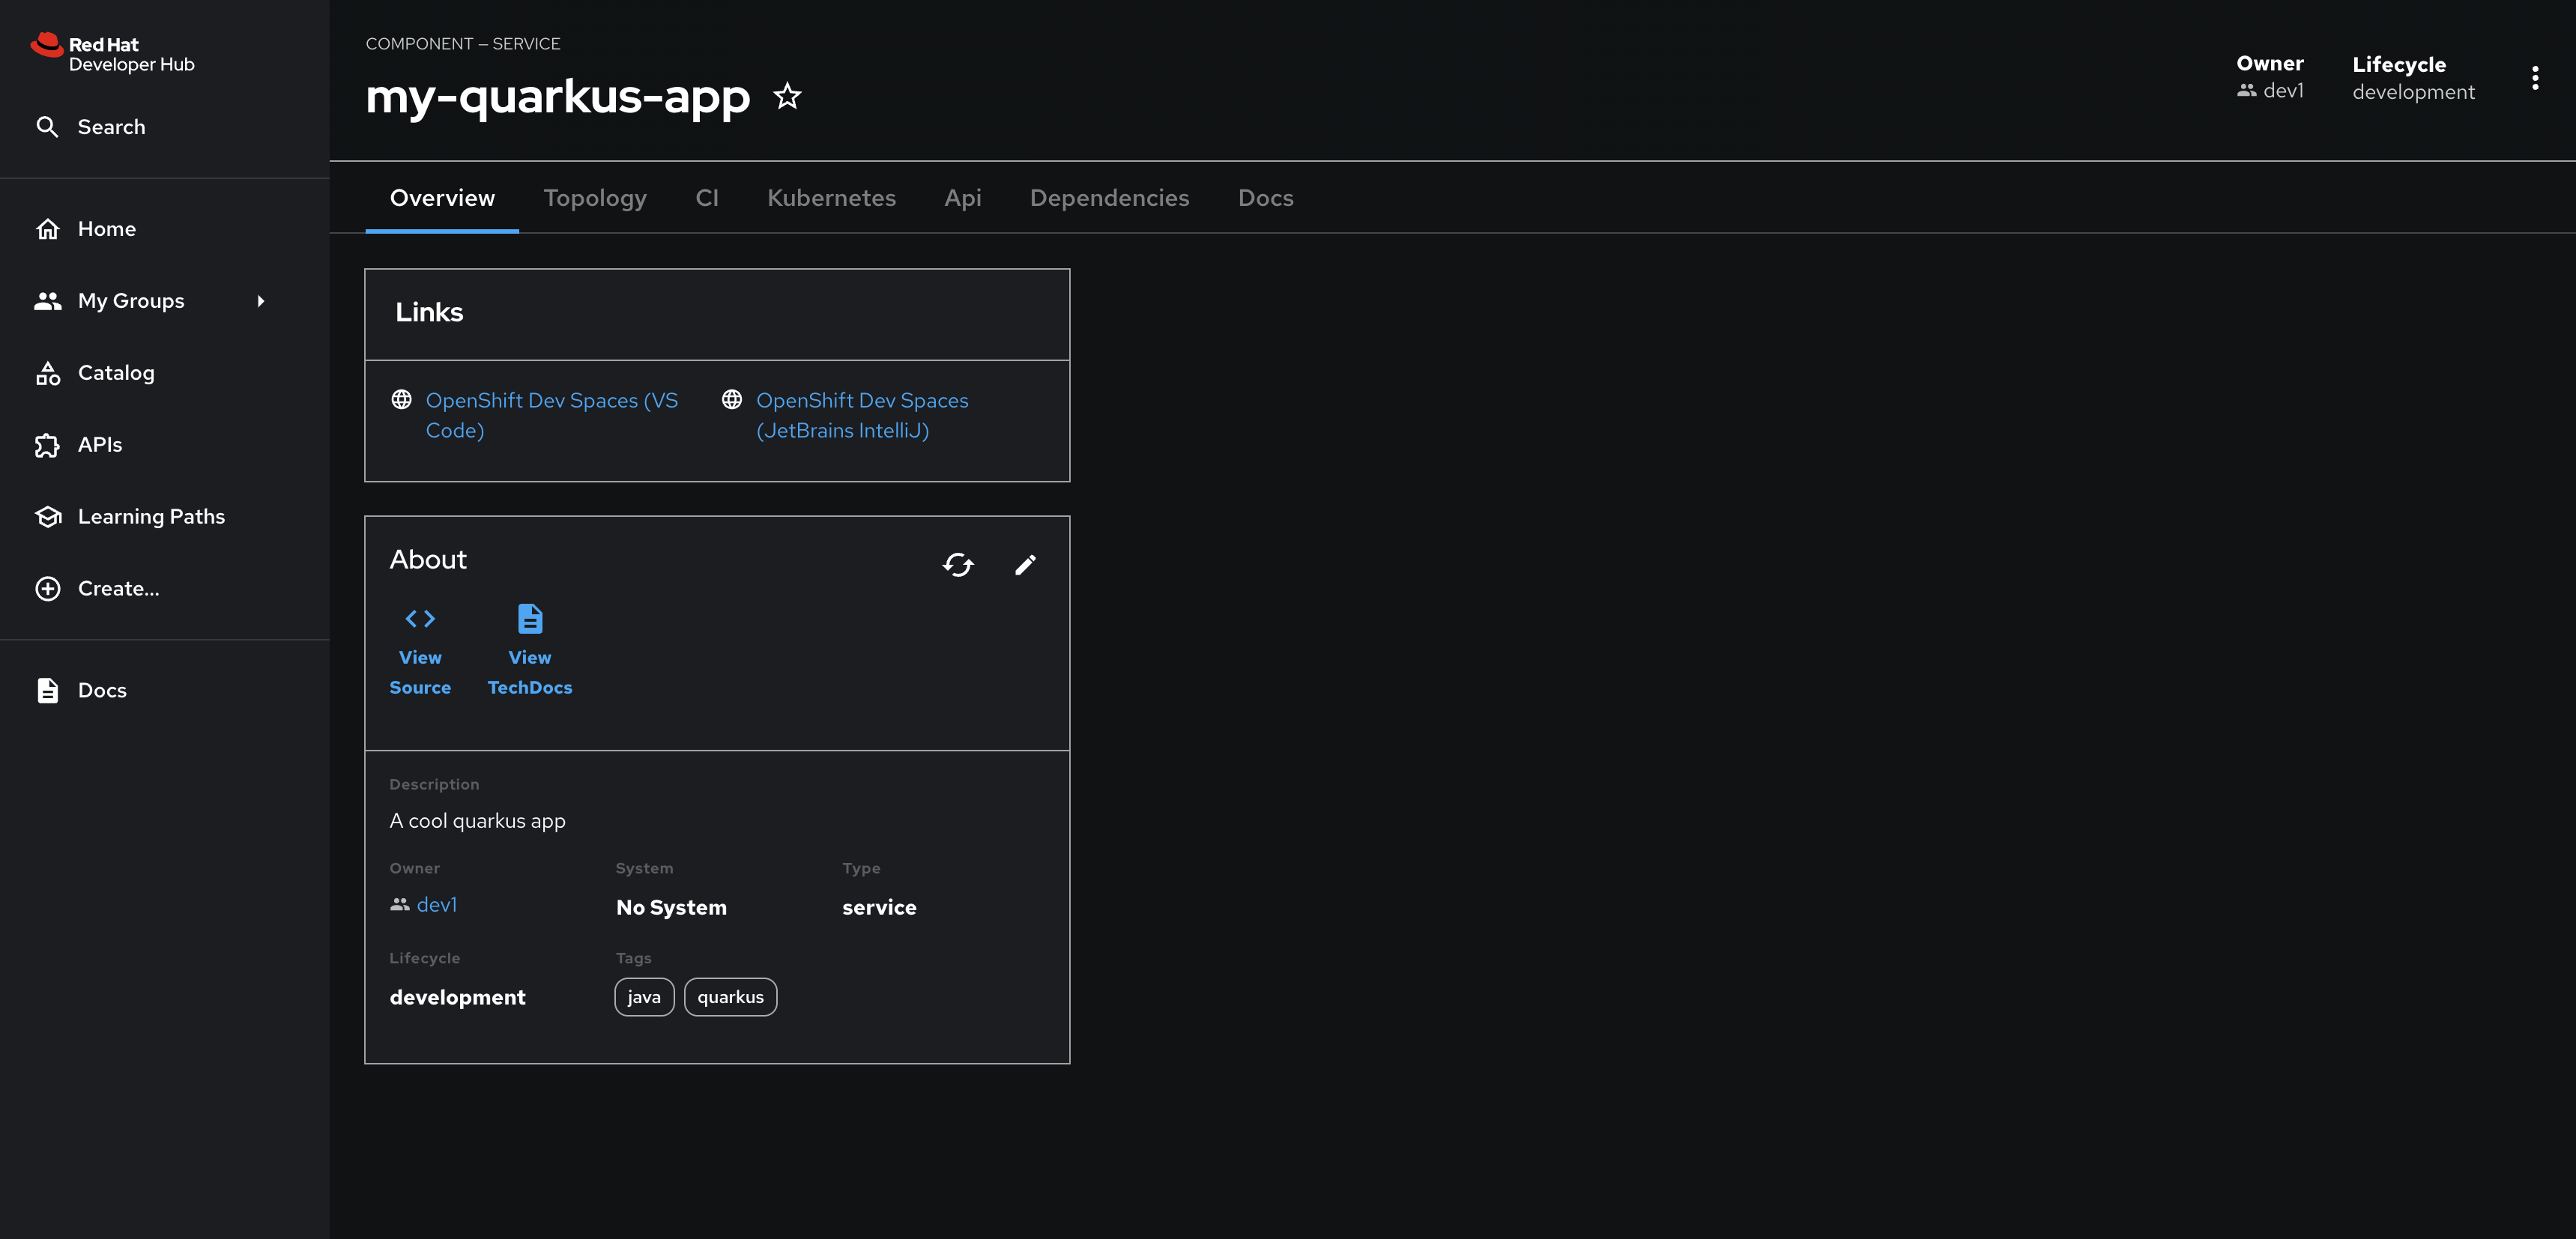 Red Hat
Developer Hub
Search
Home
My Groups
Catalog
APIs
Learning Paths
Create...
Docs
COMPONENT — SERVICE
my-quarkus-app
Owner
dev1
Lifecycle
development
Overview Topology CI Kubernetes Api Dependencies Docs
Links
OpenShift Dev Spaces (VS
Code)
OpenShift Dev Spaces
(JetBrains IntelliJ)
About
View
Source
View
TechDocs
Description
A cool quarkus app
Owner
dev1
System
No System
Type
service
Lifecycle
development
Tags
java quarkus